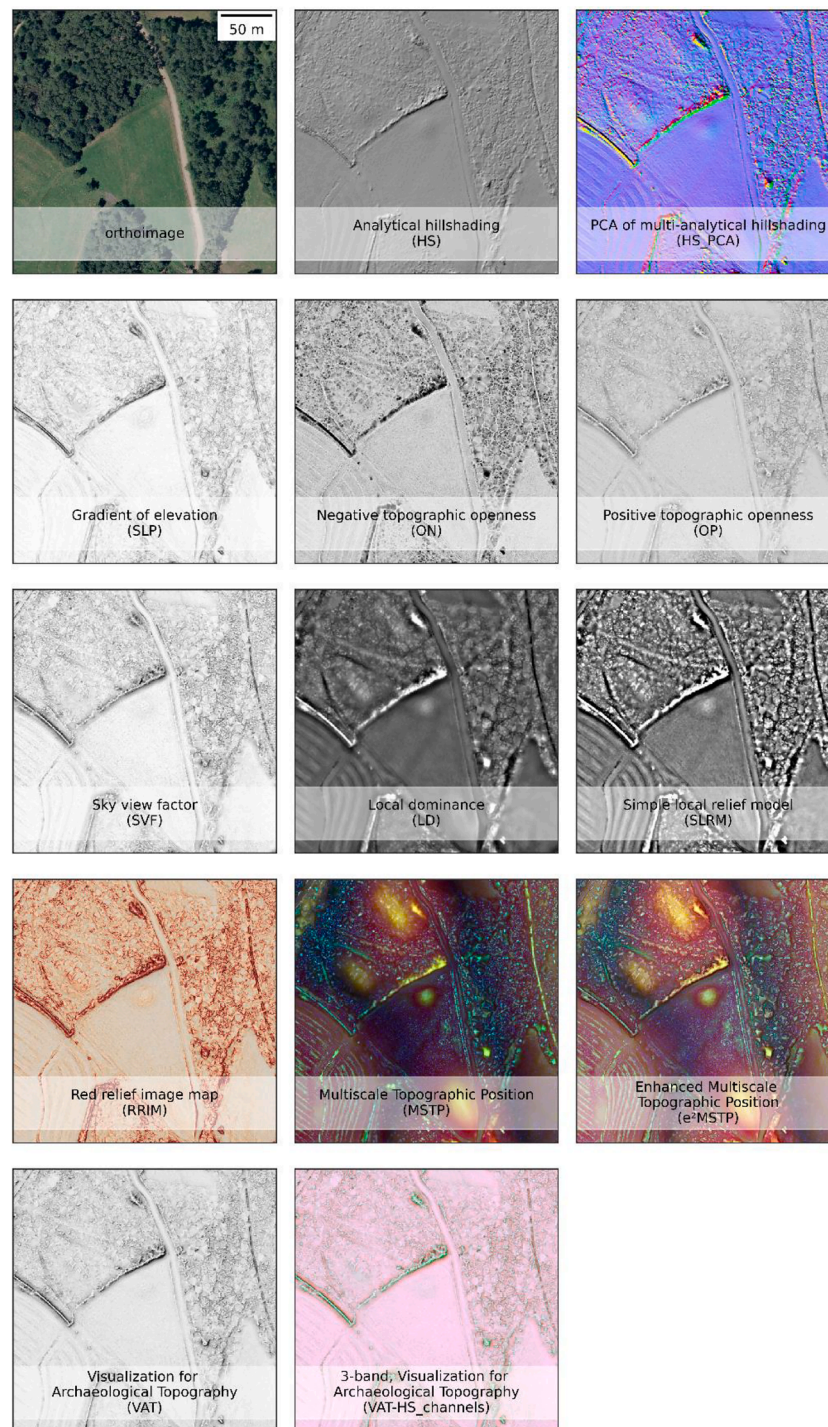 50 m
orthoimage
Analytical hillshading
(HS)
PCA of multi-analytical hillshading
(HS_PCA)
Gradient of elevation
(SLP)
Negative topographic openness
(ON)
Positive topographic openness
(OP)
Sky view factor
(SVF)
Local dominance
(LD)
Simple local relief model
(SLRM)
Red relief image map
(RRIM)
Multiscale Topographic Position
(MSTP)
Enhanced Multiscale
Topographic Position
(e²MSTP)
Visualization for
Archaeological Topography
(VAT)
3-band, Visualization for
Archaeological Topography
(VAT-HS_channels)